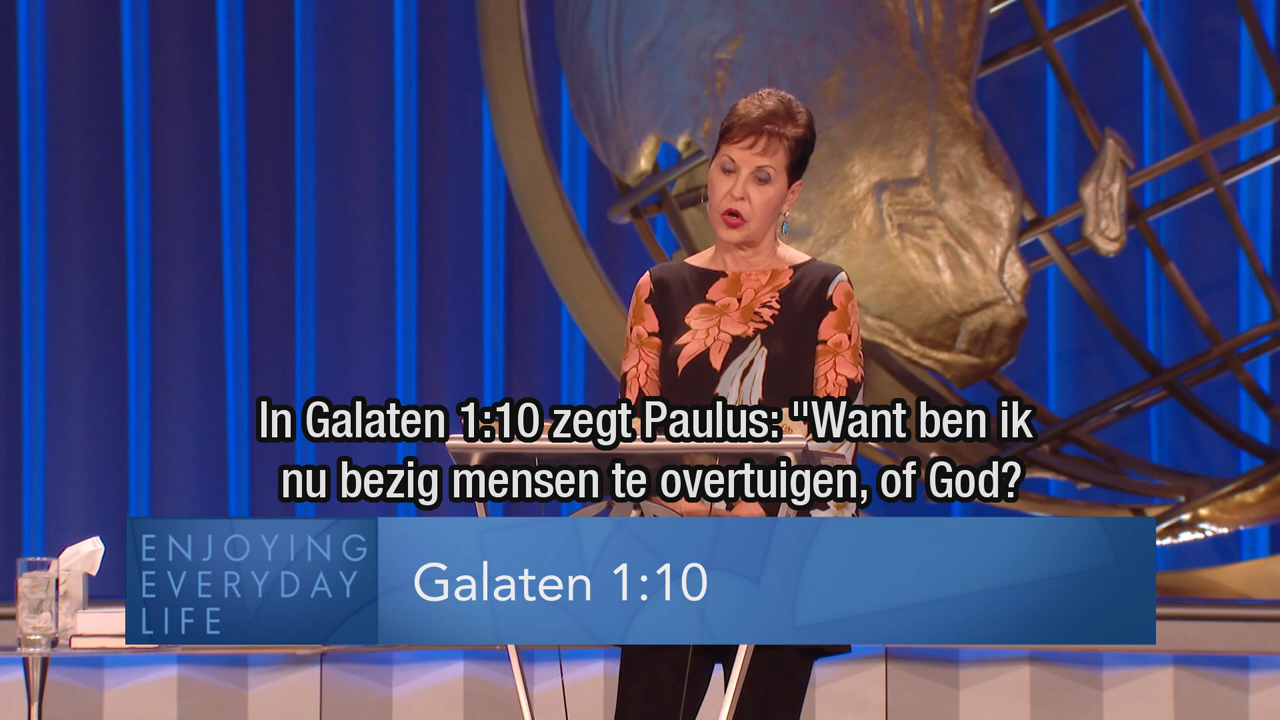 In Galaten 1:10 zegt Paulus: "Want ben ik
nu bezig mensen te overtuigen, of God?
ENJOYING
EVERYDAY
LIFE
Galaten 1:10